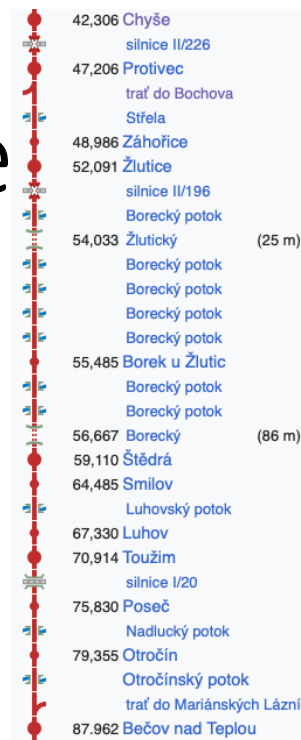 42,306 Chyše
silnice II/226
47,206 Protivec
trať do Bochova
Střela
e
48,986 Záhořice
52,091 Žlutice
silnice II/196
Borecký potok
54,033 Žlutický (25 m)
Borecký potok
Borecký potok
Borecký potok
Borecký potok
55,485 Borek u Žlutic
Borecký potok
Borecký potok
56,667 Borecký (86 m)
59,110 Štědrá
64,485 Smilov
Luhovský potok
67,330 Luhov
70,914 Toužim
silnice I/20
75,830 Poseč
Nadlucký potok
79,355 Otročín
Otročínský potok
trať do Mariánských Lázní
87.962 Bečov nad Teplou